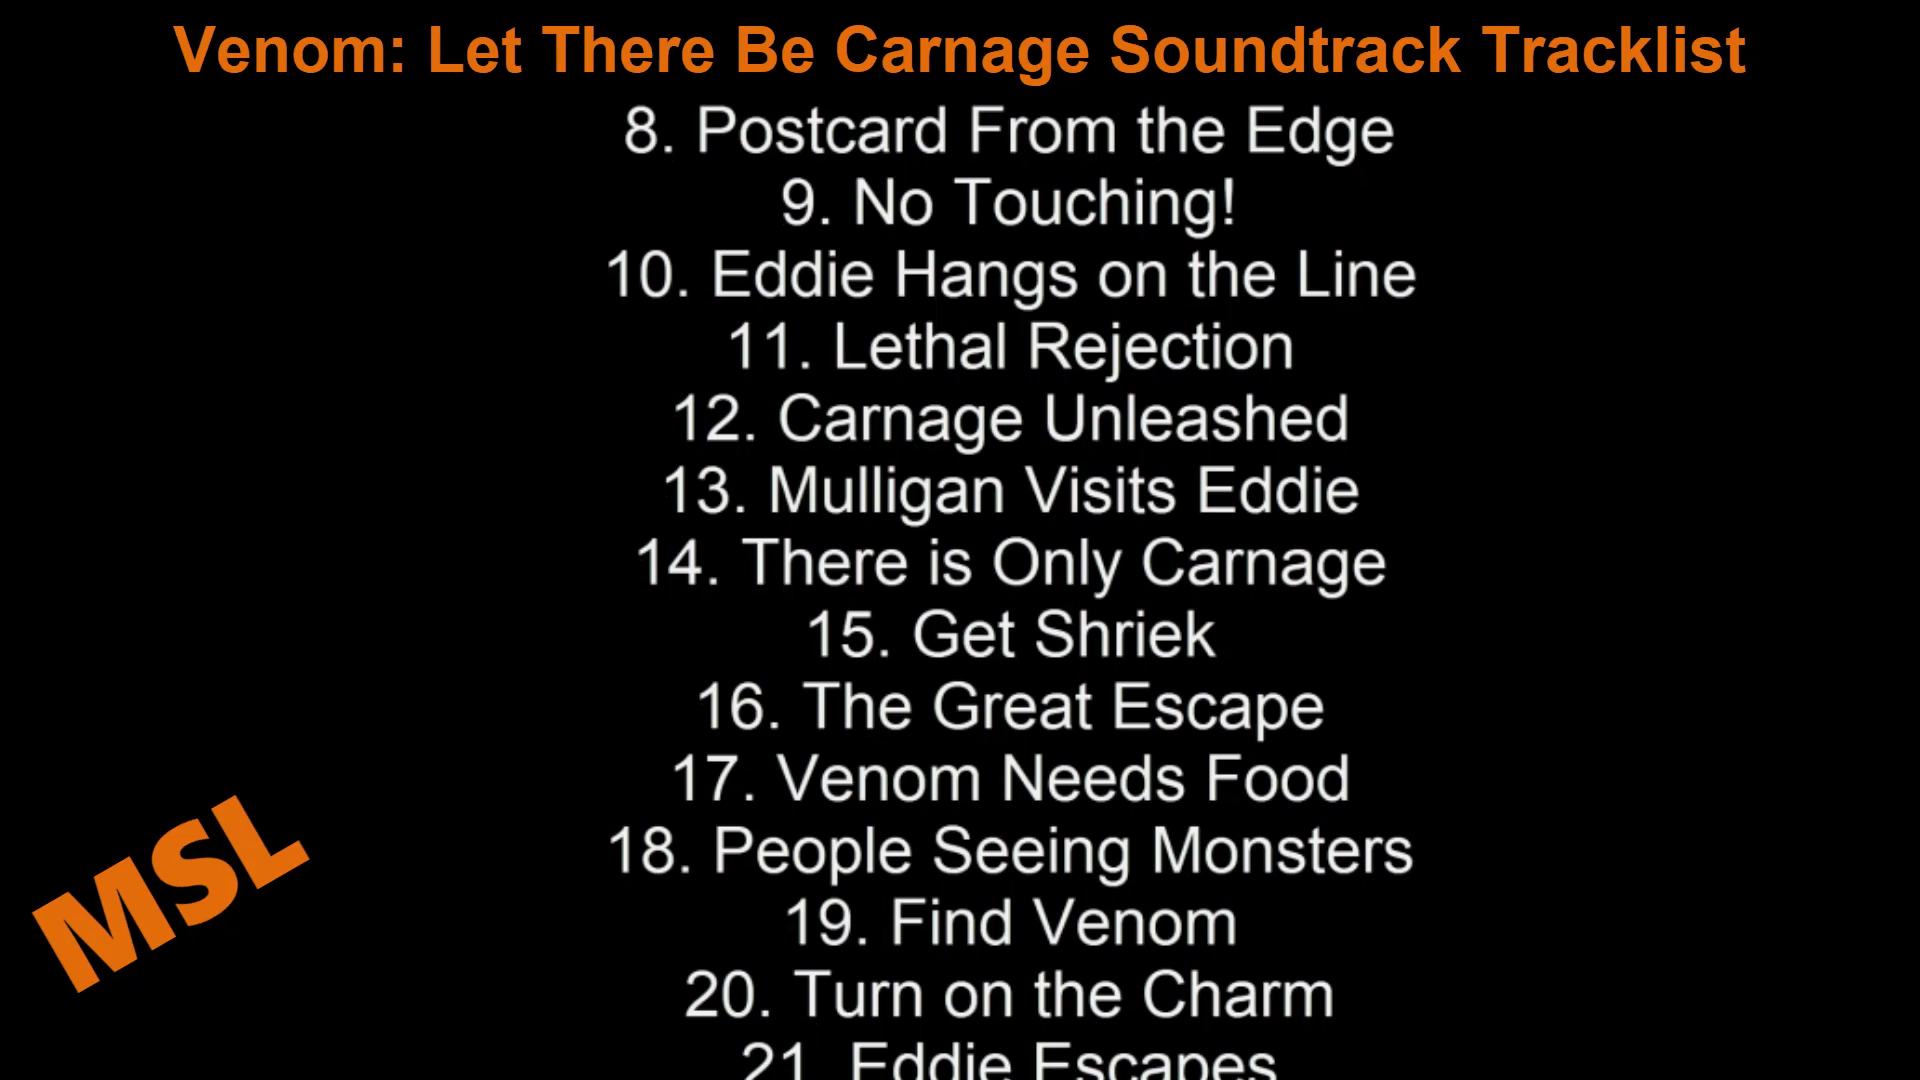 Venom: Let There Be Carnage Soundtrack Tracklist
8. Postcard From the Edge
9. No Touching!
10. Eddie Hangs on the Line
11. Lethal Rejection
12. Carnage Unleashed
13. Mulligan Visits Eddie
14. There is Only Carnage
15. Get Shriek
16. The Great Escape
17. Venom Needs Food
18. People Seeing Monsters
19. Find Venom
20. Turn on the Charm
21. Eddie Escapes
MSL